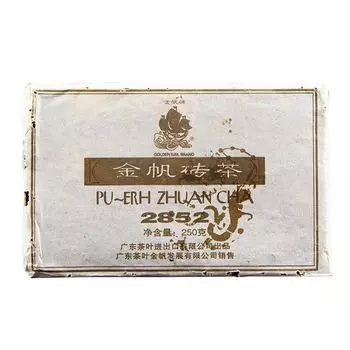 金帆牌
GOLDEN SAIL BRAND
金帆砖茶
PU~ERH ZHUAN CHA
2852
净含量：250克
广东茶叶进出口有限公司出品
广东茶叶金帆发展有限公司销售